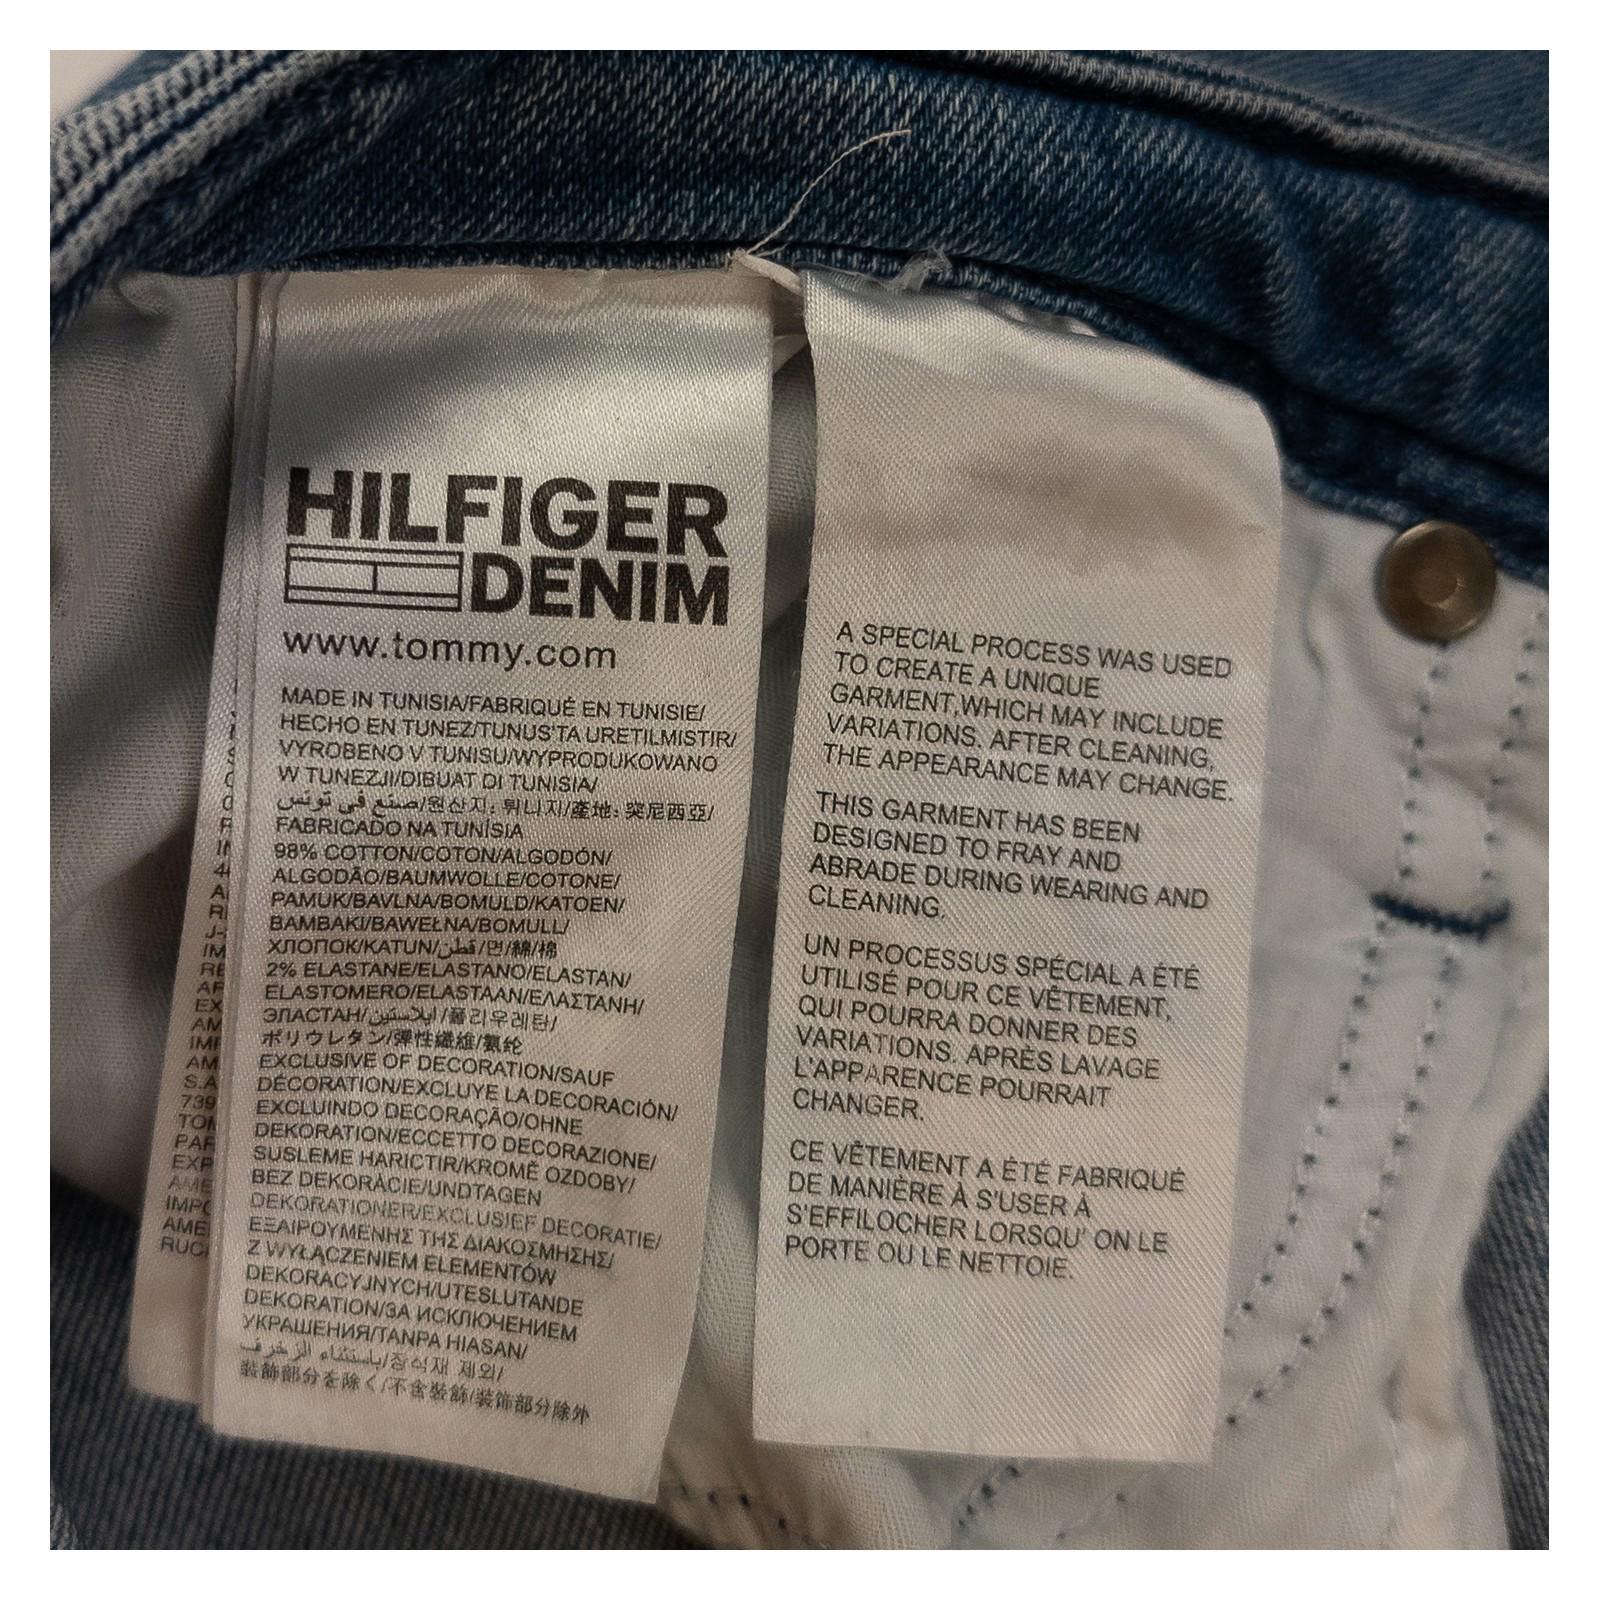 HILFIGER
DENIM
www.tommy.com
MADE IN TUNISIA/FABRIQUÉ EN TUNISIE/
HECHO EN TUNEZ/TUNUS'TA URETILMISTIR/
VYROBENO V TUNISU/WYPRODUKOWANO
W TUNEZJI/DIBUAT DI TUNISIA/
صنع في تونس/원산지: 튀니지/產地: 突尼西亞/
FABRICADO NA TUNÍSIA
98% COTTON/COTON/ALGODÓN/
ALGODÃO/BAUMWOLLE/COTONE/
PAMUK/BAVLNA/BOMULD/KATOEN/
BAMBAKI/BAWEŁNA/BOMULL/
ХЛОПОК/KATUN/قطن/면/綿/棉
2% ELASTANE/ELASTANO/ELASTAN/
ELASTOMERO/ELASTAAN/ΕΛΑΣΤΑΝΗ/
ЭЛАСТАН/ايلاستين/폴리우레탄/
ポリウレタン/彈性纖維/氨纶
EXCLUSIVE OF DECORATION/SAUF
DÉCORATION/EXCLUYE LA DECORACIÓN/
EXCLUINDO DECORAÇÃO/OHNE
DEKORATION/ECCETTO DECORAZIONE/
SUSLEME HARICTIR/KROMĚ OZDOBY/
BEZ DEKORÀCIE/UNDTAGEN
DEKORATIONER/EXCLUSIEF DECORATIE/
ΕΞΑΙΡΟΥΜΕΝΗΣ ΤΗΣ ΔΙΑΚΟΣΜΗΣΗΣ/
Z WYŁĄCZENIEM ELEMENTÓW
DEKORACYJNYCH/UTESLUTANDE
DEKORATION/ЗА ИСКЛЮЧЕНИЕМ
УКРАШЕНИЯ/TANPA HIASAN/
باستثناء الزخرف/장식재 제외/
装飾部分を除く/不含裝飾/装饰部分除外
A SPECIAL PROCESS WAS USED
TO CREATE A UNIQUE
GARMENT,WHICH MAY INCLUDE
VARIATIONS. AFTER CLEANING,
THE APPEARANCE MAY CHANGE.
THIS GARMENT HAS BEEN
DESIGNED TO FRAY AND
ABRADE DURING WEARING AND
CLEANING.
UN PROCESSUS SPÉCIAL A ÉTÉ
UTILISÉ POUR CE VÊTEMENT,
QUI POURRA DONNER DES
VARIATIONS. APRÈS LAVAGE
L'APPARENCE POURRAIT
CHANGER.
CE VÊTEMENT A ÉTÉ FABRIQUÉ
DE MANIÈRE À S'USER À
S'EFFILOCHER LORSQU' ON LE
PORTE OU LE NETTOIE.